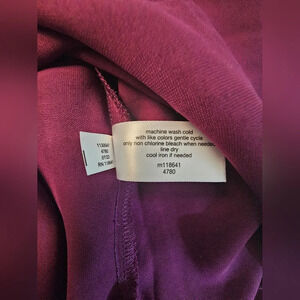 machine wash cold
with like colors gentle cycle
only non chlorine bleach when needed
line dry
cool iron if needed
m118641
4780
4780